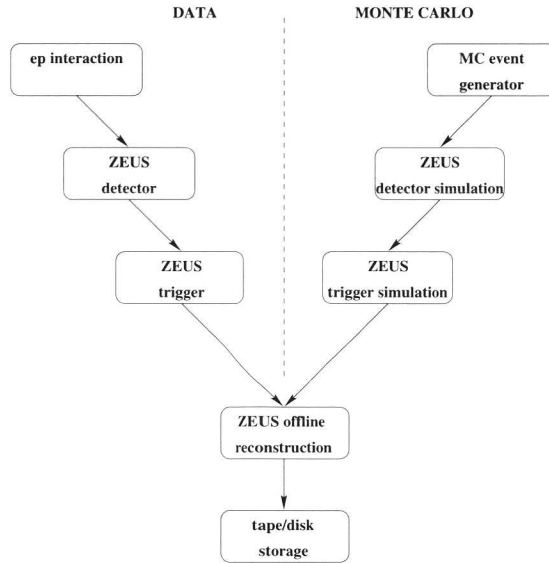 DATA
MONTE CARLO
ep interaction
MC event
generator
ZEUS
detector
ZEUS
detector simulation
ZEUS
trigger
ZEUS
trigger simulation
ZEUS offline
reconstruction
tape/disk
storage